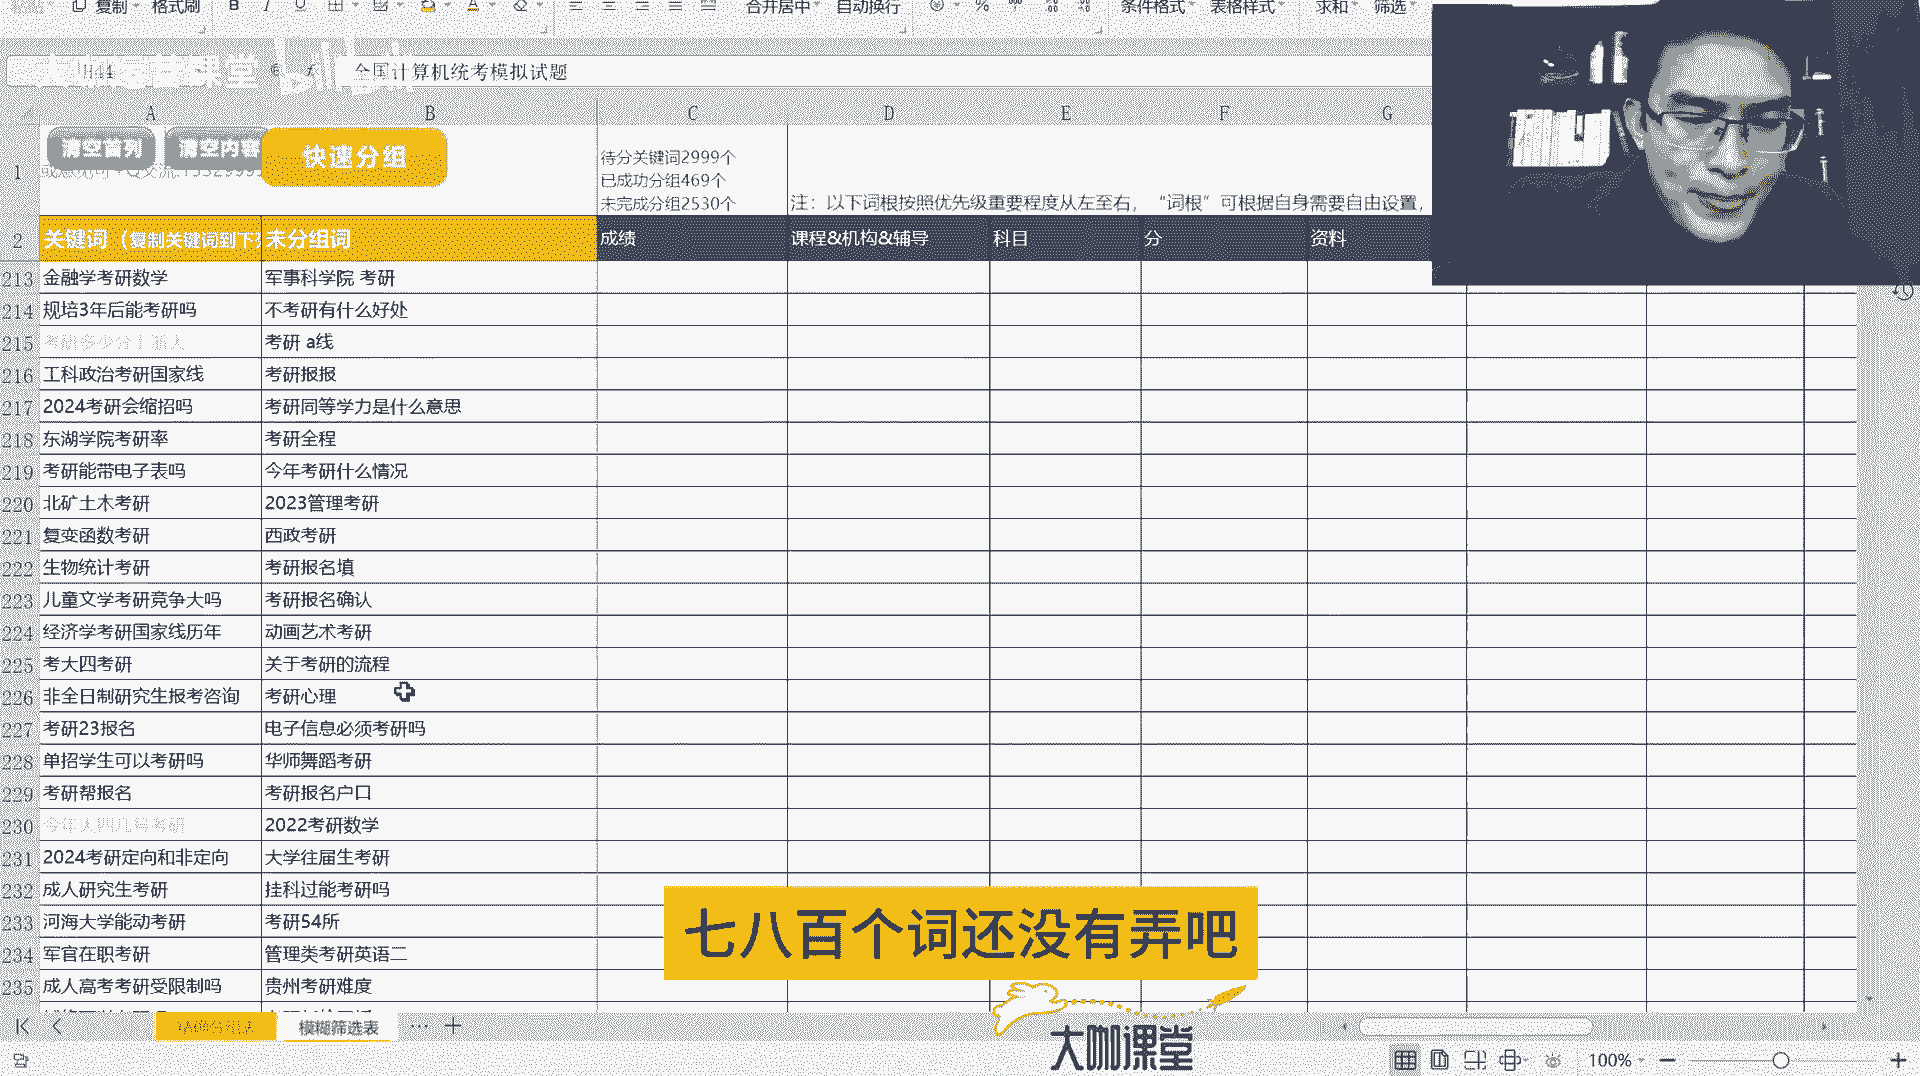 复制 格式刷 B I U 合并居中 自动换行 % 条件格式 表格样式 求和 筛选
H44 全国计算机统考模拟试题
bilibili
A B C D E F G
清空首列 清空内容 快速分组
待分关键词2999个
已成功分组469个
未完成分组2530个
注：以下词根按照优先级重要程度从左至右，“词根”可根据自身需要自由设置，
1
2 关键词（复制关键词到下 未分组词 成绩 课程&机构&辅导 科目 分 资料
213 金融学考研数学 军事科学院 考研
214 规培3年后能考研吗 不考研有什么好处
215 考研 a线
216 工科政治考研国家线 考研报报
217 2024考研会缩招吗 考研同等学力是什么意思
218 东湖学院考研率 考研全程
219 考研能带电子表吗 今年考研什么情况
220 北矿土木考研 2023管理考研
221 复变函数考研 西政考研
222 生物统计考研 考研报名填
223 儿童文学考研竞争大吗 考研报名确认
224 经济学考研国家线历年 动画艺术考研
225 考大四考研 关于考研的流程
226 非全日制研究生报考咨询 考研心理
227 考研23报名 电子信息必须考研吗
228 单招学生可以考研吗 华师舞蹈考研
229 考研帮报名 考研报名户口
230 2022考研数学
231 2024考研定向和非定向 大学往届生考研
232 成人研究生考研 挂科过能考研吗
233 河海大学能动考研 考研54所
234 军官在职考研 管理类考研英语二
235 成人高考考研受限制吗 贵州考研难度
七八百个词还没有弄吧
模糊筛选表
大咖课堂
100%